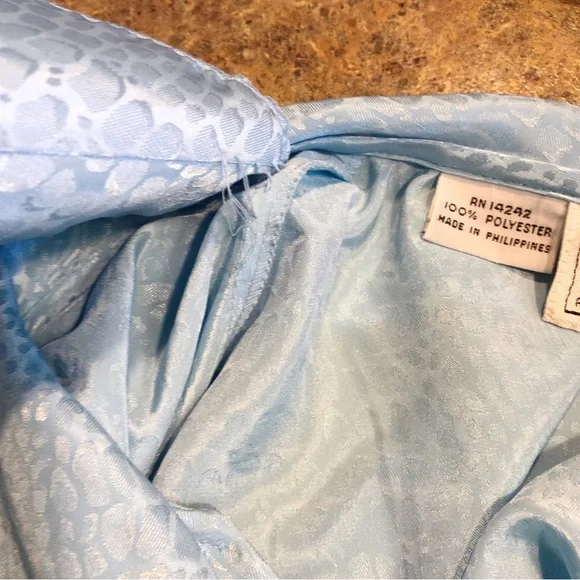 RN 14242
100% POLYESTER
MADE IN PHILIPPINES